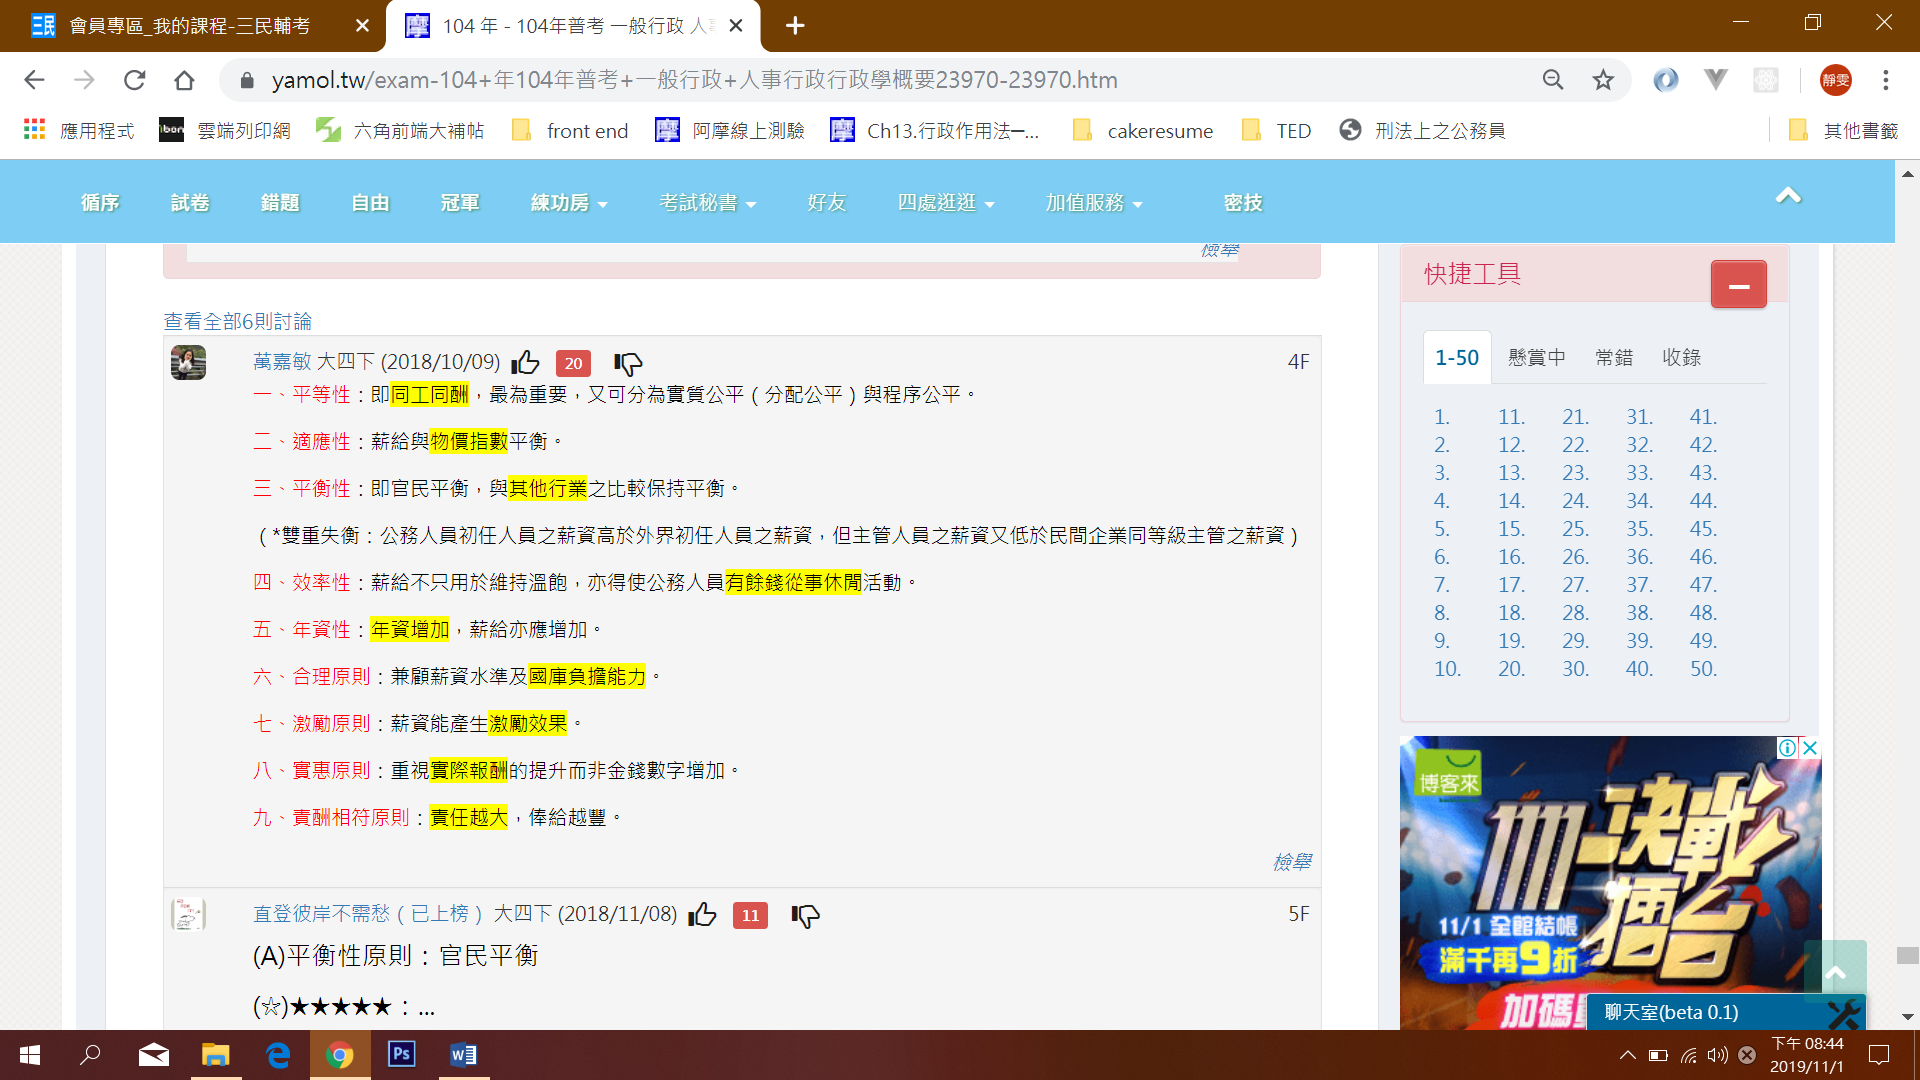 會員專區_我的課程-三民輔考
104 年 - 104年普考 一般行政 人
yamol.tw/exam-104+年104年普考+一般行政+人事行政行政學概要23970-23970.htm
靜雯
應用程式
ibon
雲端列印網
六角前端大補帖
front end
阿摩線上測驗
Ch13.行政作用法─...
cakeresume
TED
刑法上之公務員
其他書籤
循序 試卷 錯題 自由 冠軍 練功房 考試秘書 好友 四處逛逛 加值服務 密技
檢舉
查看全部6則討論
萬嘉敏 大四下 (2018/10/09) 20 4F
一、平等性：即同工同酬，最為重要，又可分為實質公平（分配公平）與程序公平。
二、適應性：薪給與物價指數平衡。
三、平衡性：即官民平衡，與其他行業之比較保持平衡。
（*雙重失衡：公務人員初任人員之薪資高於外界初任人員之薪資，但主管人員之薪資又低於民間企業同等級主管之薪資）
四、效率性：薪給不只用於維持溫飽，亦得使公務人員有餘錢從事休閒活動。
五、年資性：年資增加，薪給亦應增加。
六、合理原則：兼顧薪資水準及國庫負擔能力。
七、激勵原則：薪資能產生激勵效果。
八、實惠原則：重視實際報酬的提升而非金錢數字增加。
九、責酬相符原則：責任越大，俸給越豐。
檢舉
直登彼岸不需愁（已上榜） 大四下 (2018/11/08) 11 5F
(A)平衡性原則：官民平衡
(☆)★★★★★：...
快捷工具
1-50 懸賞中 常錯 收錄
1. 11. 21. 31. 41.
2. 12. 22. 32. 42.
3. 13. 23. 33. 43.
4. 14. 24. 34. 44.
5. 15. 25. 35. 45.
6. 16. 26. 36. 46.
7. 17. 27. 37. 47.
8. 18. 28. 38. 48.
9. 19. 29. 39. 49.
10. 20. 30. 40. 50.
博客來
1111決戰擂台
11/1 全館結帳
滿千再9折
加碼
聊天室(beta 0.1)
Ps
下午 08:44
2019/11/1